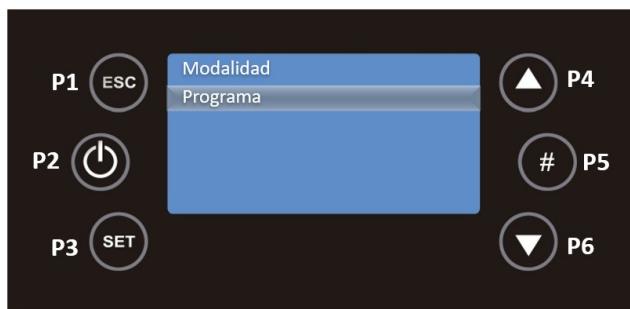 P1 ESC
Modalidad
Programa
P4
P2
# P5
P3 SET
P6